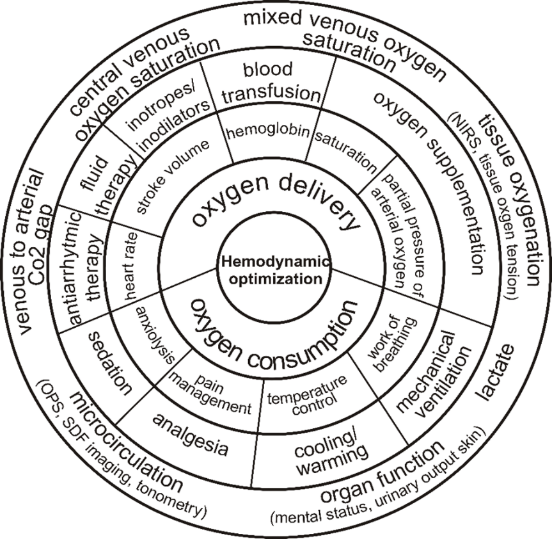 mixed venous oxygen
saturation
central venous
oxygen saturation
tissue oxygenation
(NIRS, tissue oxgen tension)
venous to arterial
Co2 gap
lactate
microcirculation
(OPS, SDF imaging, tonometry)
organ function
(mental status, urinary output skin)
blood
transfusion
inotropes/
inodilators
oxygen supplementation
fluid
therapy
antiarrhytmic
therapy
sedation
analgesia
cooling/
warming
mechanical
ventilation
hemoglobin
saturation
stroke volume
partial pressure of
arterial oxygen
heart rate
anxiolysis
pain
management
temperature
control
work of
breathing
oxygen delivery
Hemodynamic
optimization
oxygen consumption